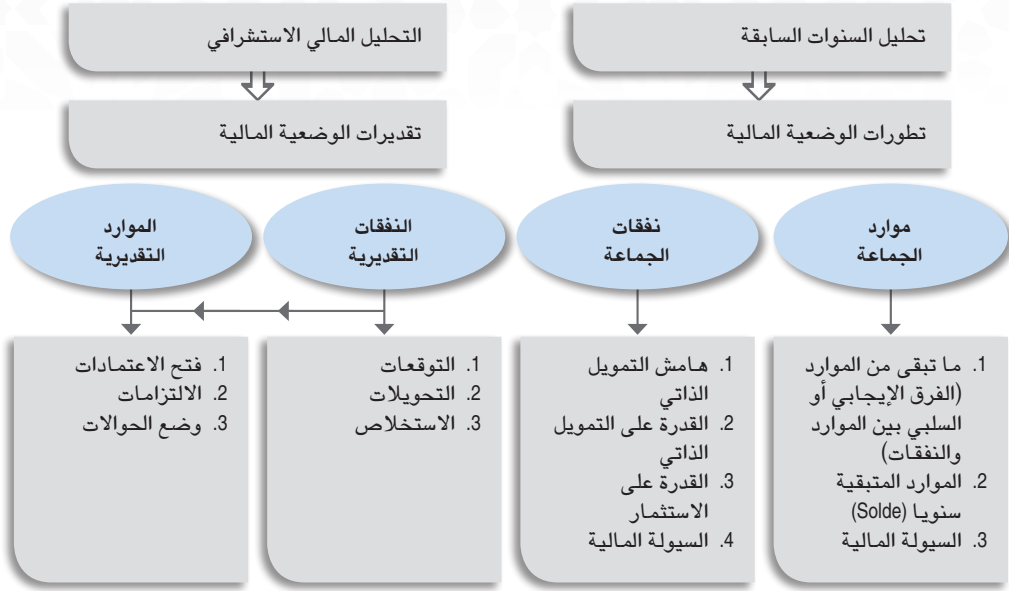 تحليل السنوات السابقة
تطورات الوضعية المالية
موارد
الجماعة
1. ما تبقى من الموارد
(الفرق الإيجابي أو
السلبي بين الموارد
والنفقات)
2. الموارد المتبقية
سنويا (Solde)
3. السيولة المالية
نفقات
الجماعة
1. هامش التمويل
الذاتي
2. القدرة على التمويل
الذاتي
3. القدرة على
الاستثمار
4. السيولة المالية
التحليل المالي الاستشرافي
تقديرات الوضعية المالية
النفقات
التقديرية
1. التوقعات
2. التحويلات
3. الاستخلاص
الموارد
التقديرية
1. فتح الاعتمادات
2. الالتزامات
3. وضع الحوالات